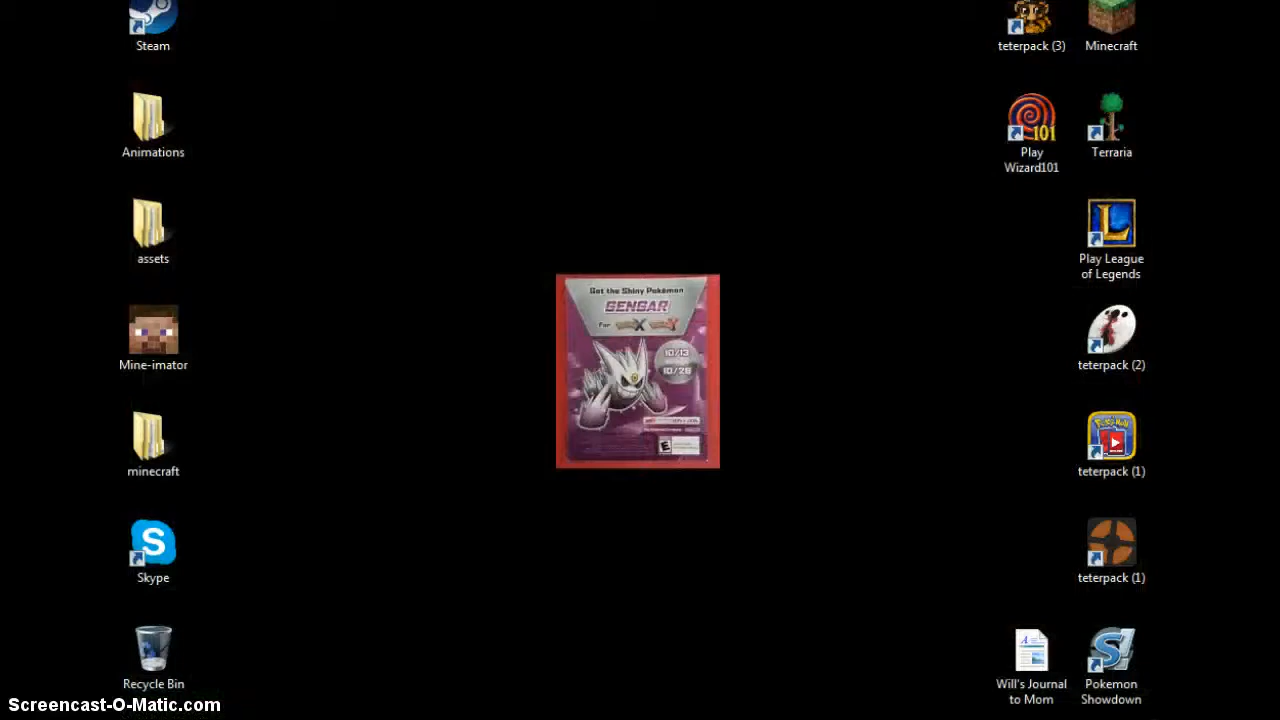 Steam
Animations
assets
Mine-imator
minecraft
Skype
Recycle Bin
Screencast-O-Matic.com
Get the Shiny Pokémon
GENGAR
For X Y
10/13
10/28
E
teterpack (3)
Minecraft
101
Play
Wizard101
Terraria
L
Play League
of Legends
teterpack (2)
teterpack (1)
teterpack (1)
Will's Journal
to Mom
Pokemon
Showdown